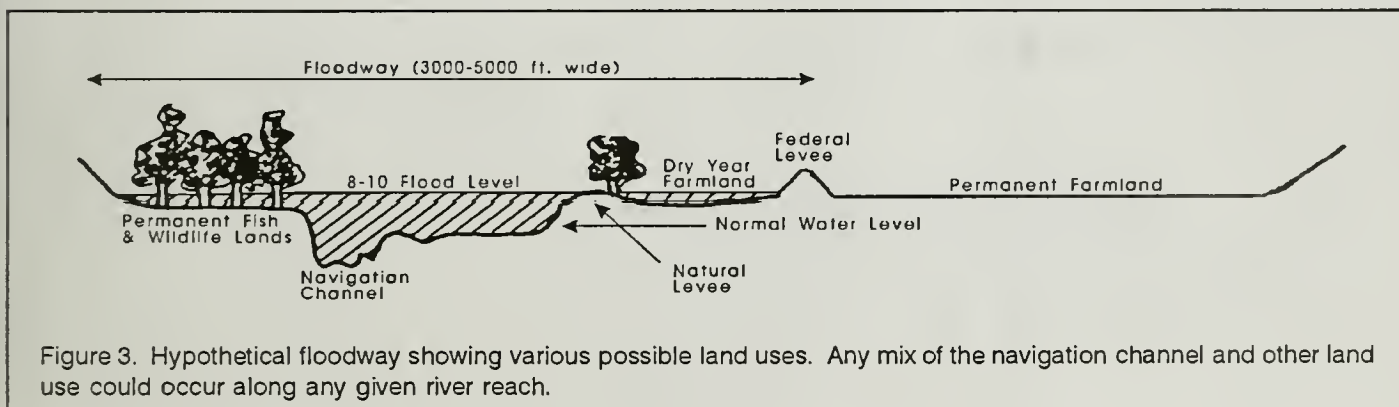 Floodway (3000-5000 ft. wide)
Federal
Levee
Dry Year
Farmland
8-10 Flood Level
Permanent Farmland
Permanent Fish
& Wildlife Lands
Normal Water Level
Navigation
Channel
Natural
Levee
Figure 3. Hypothetical floodway showing various possible land uses. Any mix of the navigation channel and other land
use could occur along any given river reach.